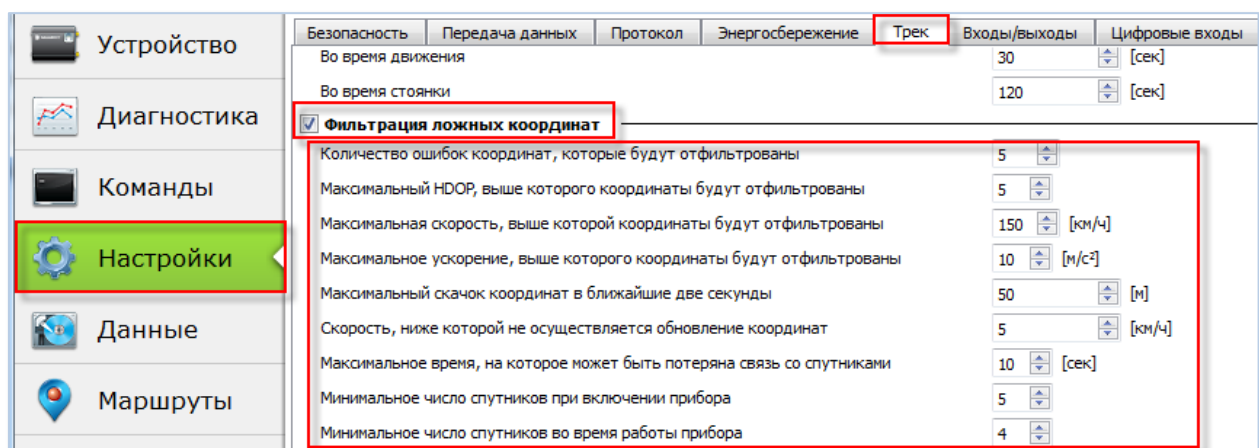 Устройство
Диагностика
Команды
Настройки
Данные
Маршруты
Безопасность Передача данных Протокол Энергосбережение Трек Входы/выходы Цифровые входы
Во время движения 30 [сек]
Во время стоянки 120 [сек]
Фильтрация ложных координат
Количество ошибок координат, которые будут отфильтрованы 5
Максимальный HDOP, выше которого координаты будут отфильтрованы 5
Максимальная скорость, выше которой координаты будут отфильтрованы 150 [км/ч]
Максимальное ускорение, выше которого координаты будут отфильтрованы 10 [м/с²]
Максимальный скачок координат в ближайшие две секунды 50 [м]
Скорость, ниже которой не осуществляется обновление координат 5 [км/ч]
Максимальное время, на которое может быть потеряна связь со спутниками 10 [сек]
Минимальное число спутников при включении прибора 5
Минимальное число спутников во время работы прибора 4